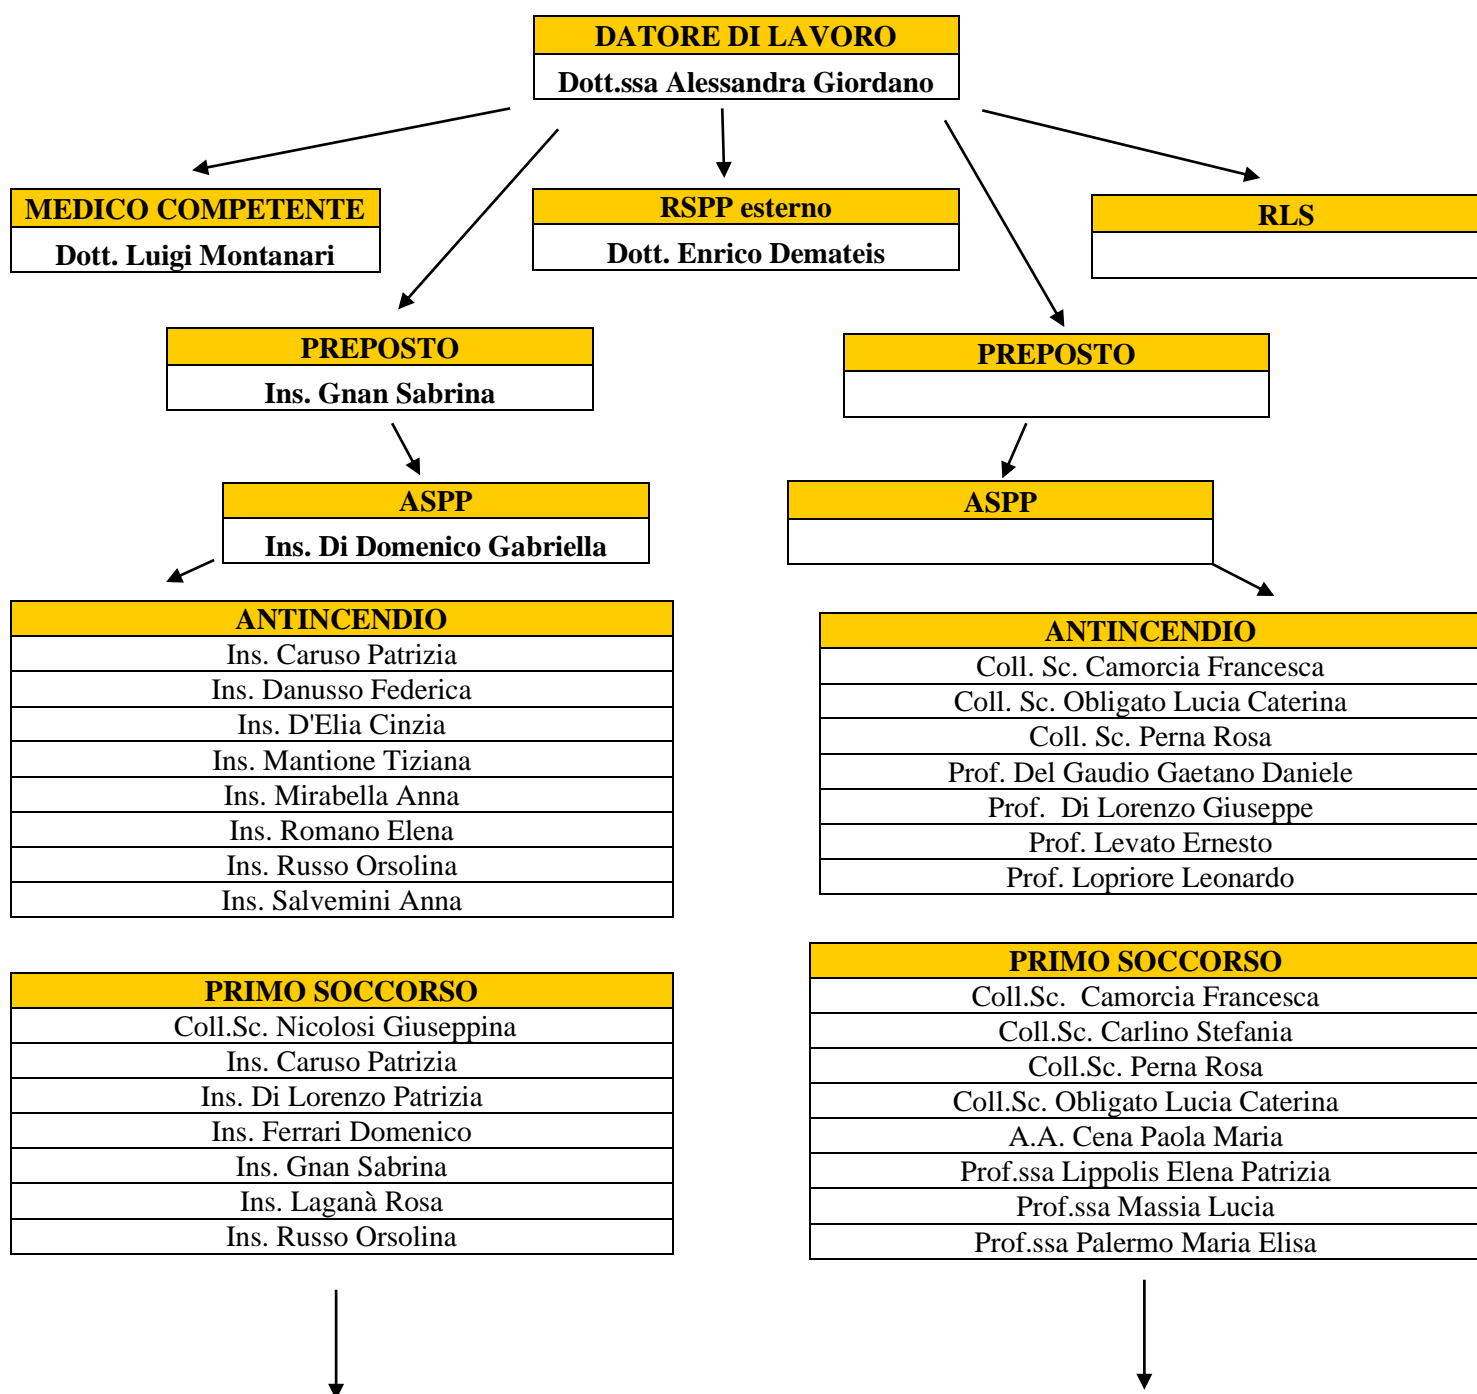 DATORE DI LAVORO
Dott.ssa Alessandra Giordano
MEDICO COMPETENTE
Dott. Luigi Montanari
RSPP esterno
Dott. Enrico Demateis
RLS
PREPOSTO
Ins. Gnan Sabrina
PREPOSTO
ASPP
Ins. Di Domenico Gabriella
ASPP
ANTINCENDIO
Ins. Caruso Patrizia
Ins. Danusso Federica
Ins. D'Elia Cinzia
Ins. Mantione Tiziana
Ins. Mirabella Anna
Ins. Romano Elena
Ins. Russo Orsolina
Ins. Salvemini Anna
ANTINCENDIO
Coll. Sc. Camorcia Francesca
Coll. Sc. Obligato Lucia Caterina
Coll. Sc. Perna Rosa
Prof. Del Gaudio Gaetano Daniele
Prof.  Di Lorenzo Giuseppe
Prof. Levato Ernesto
Prof. Lopriore Leonardo
PRIMO SOCCORSO
Coll.Sc. Nicolosi Giuseppina
Ins. Caruso Patrizia
Ins. Di Lorenzo Patrizia
Ins. Ferrari Domenico
Ins. Gnan Sabrina
Ins. Laganà Rosa
Ins. Russo Orsolina
PRIMO SOCCORSO
Coll.Sc.  Camorcia Francesca
Coll.Sc. Carlino Stefania
Coll.Sc. Perna Rosa
Coll.Sc. Obligato Lucia Caterina
A.A. Cena Paola Maria
Prof.ssa Lippolis Elena Patrizia
Prof.ssa Massia Lucia
Prof.ssa Palermo Maria Elisa